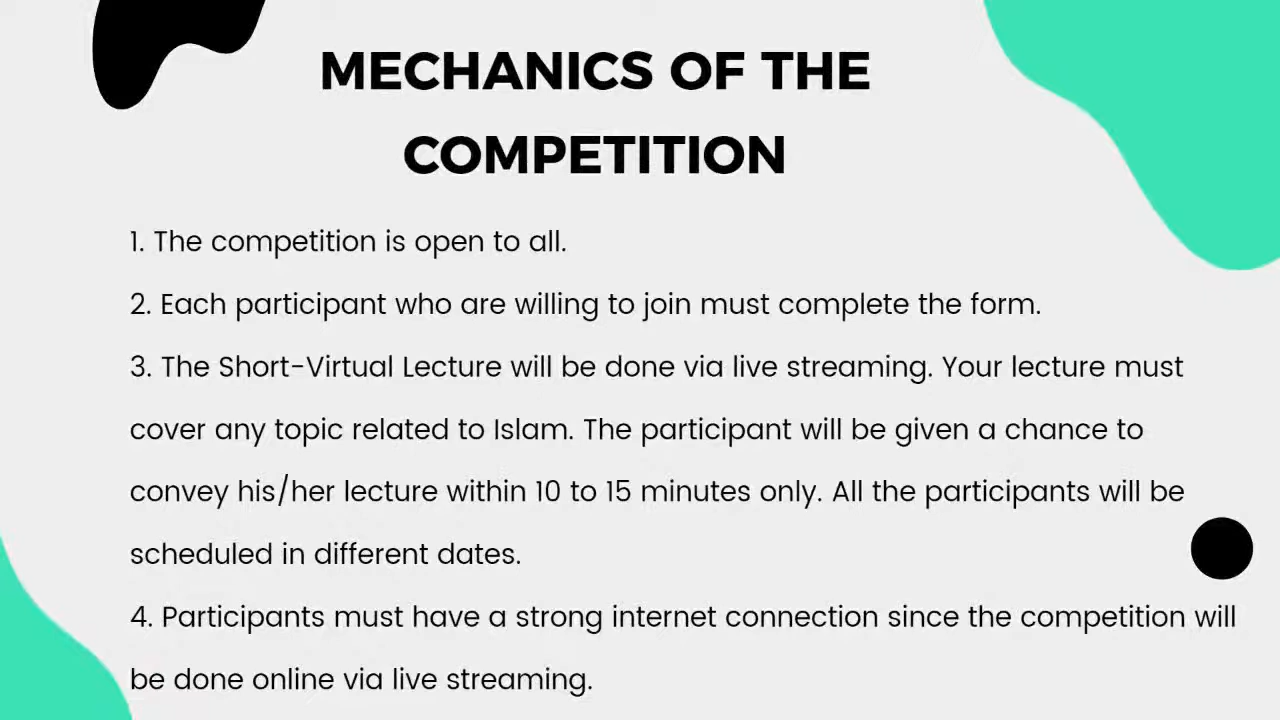 MECHANICS OF THE
COMPETITION
1. The competition is open to all.
2. Each participant who are willing to join must complete the form.
3. The Short-Virtual Lecture will be done via live streaming. Your lecture must
cover any topic related to Islam. The participant will be given a chance to
convey his/her lecture within 10 to 15 minutes only. All the participants will be
scheduled in different dates.
4. Participants must have a strong internet connection since the competition will
be done online via live streaming.